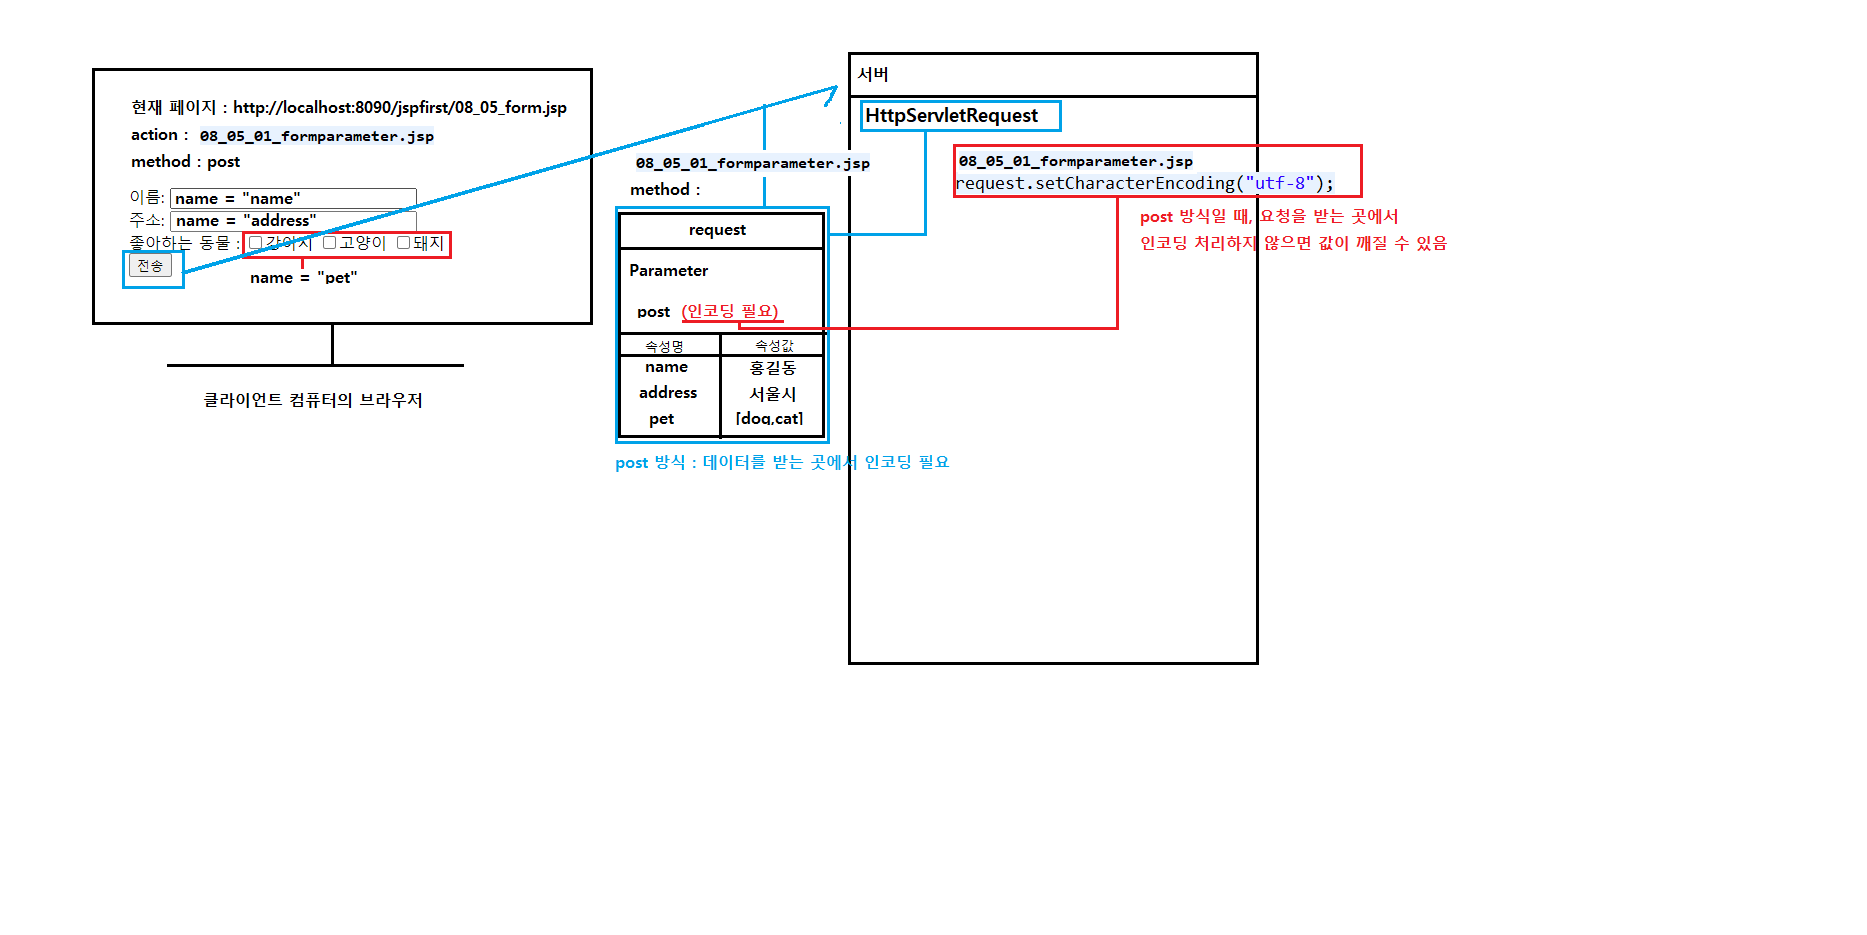 현재 페이지 : http://localhost:8090/jspfirst/08_05_form.jsp
action : 08_05_01_formparameter.jsp
method : post
이름: name = "name"
주소: name = "address"
좋아하는 동물 : 강아지 고양이 돼지
전송
name = "pet"
클라이언트 컴퓨터의 브라우저
08_05_01_formparameter.jsp
method :
request
Parameter
post (인코딩 필요)
속성명 속성값
name 홍길동
address 서울시
pet [dog,cat]
post 방식 : 데이터를 받는 곳에서 인코딩 필요
서버
HttpServletRequest
08_05_01_formparameter.jsp
request.setCharacterEncoding("utf-8");
post 방식일 때, 요청을 받는 곳에서
인코딩 처리하지 않으면 값이 깨질 수 있음